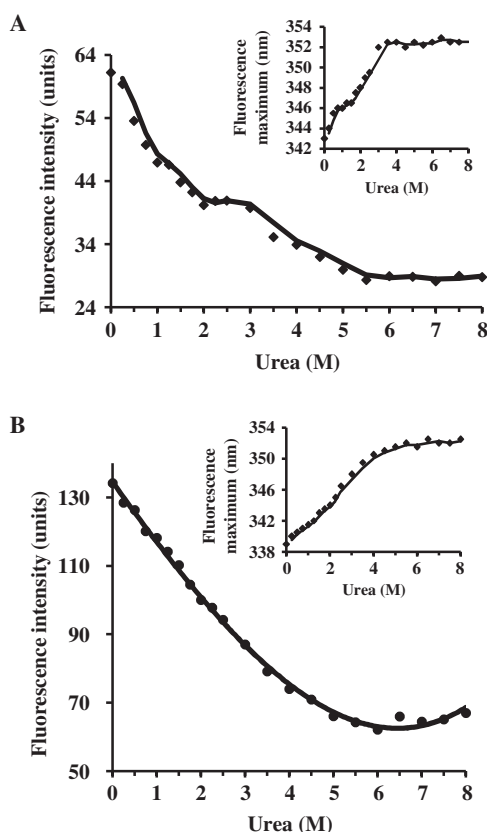 A
Fluorescence intensity (units)
64
54
44
34
24
0 1 2 3 4 5 6 7 8
Urea (M)
Fluorescence
maximum (nm)
354
352
350
348
346
344
342
0 2 4 6 8
Urea (M)
B
Fluorescence intensity (units)
130
110
90
70
50
0 1 2 3 4 5 6 7 8
Urea (M)
Fluorescence
maximum (nm)
354
350
346
342
338
0 2 4 6 8
Urea (M)